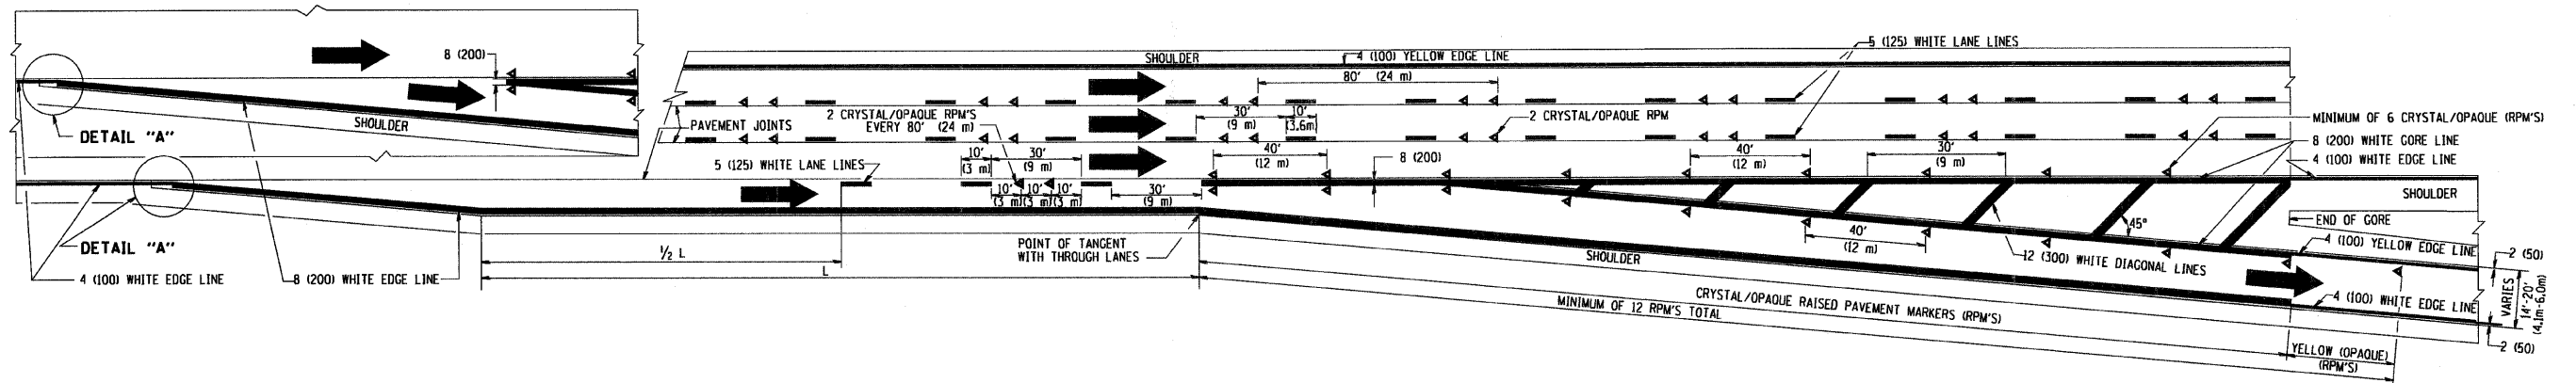 8 (200)
DETAIL "A"
SHOULDER
SHOULDER
4 (100) YELLOW EDGE LINE
5 (125) WHITE LANE LINES
80' (24 m)
2 CRYSTAL/OPAQUE RPM'S
EVERY 80' (24 m)
PAVEMENT JOINTS
30'
(9 m)
10'
(3.6m)
2 CRYSTAL/OPAQUE RPM
MINIMUM OF 6 CRYSTAL/OPAQUE (RPM'S)
8 (200) WHITE GORE LINE
4 (100) WHITE EDGE LINE
5 (125) WHITE LANE LINES
10'
(3 m)
30'
(9 m)
40'
(12 m)
8 (200)
40'
(12 m)
30'
(9 m)
10'
(3 m)
10'
(3 m)
10'
(3 m)
30'
(9 m)
SHOULDER
END OF GORE
45°
DETAIL "A"
4 (100) WHITE EDGE LINE
8 (200) WHITE EDGE LINE
1/2 L
L
POINT OF TANGENT
WITH THROUGH LANES
SHOULDER
40'
(12 m)
12 (300) WHITE DIAGONAL LINES
4 (100) YELLOW EDGE LINE
2 (50)
CRYSTAL/OPAQUE RAISED PAVEMENT MARKERS (RPM'S)
MINIMUM OF 12 RPM'S TOTAL
4 (100) WHITE EDGE LINE
VARIES
14'-20'
(4.1m-6.0m)
2 (50)
YELLOW (OPAQUE)
(RPM'S)